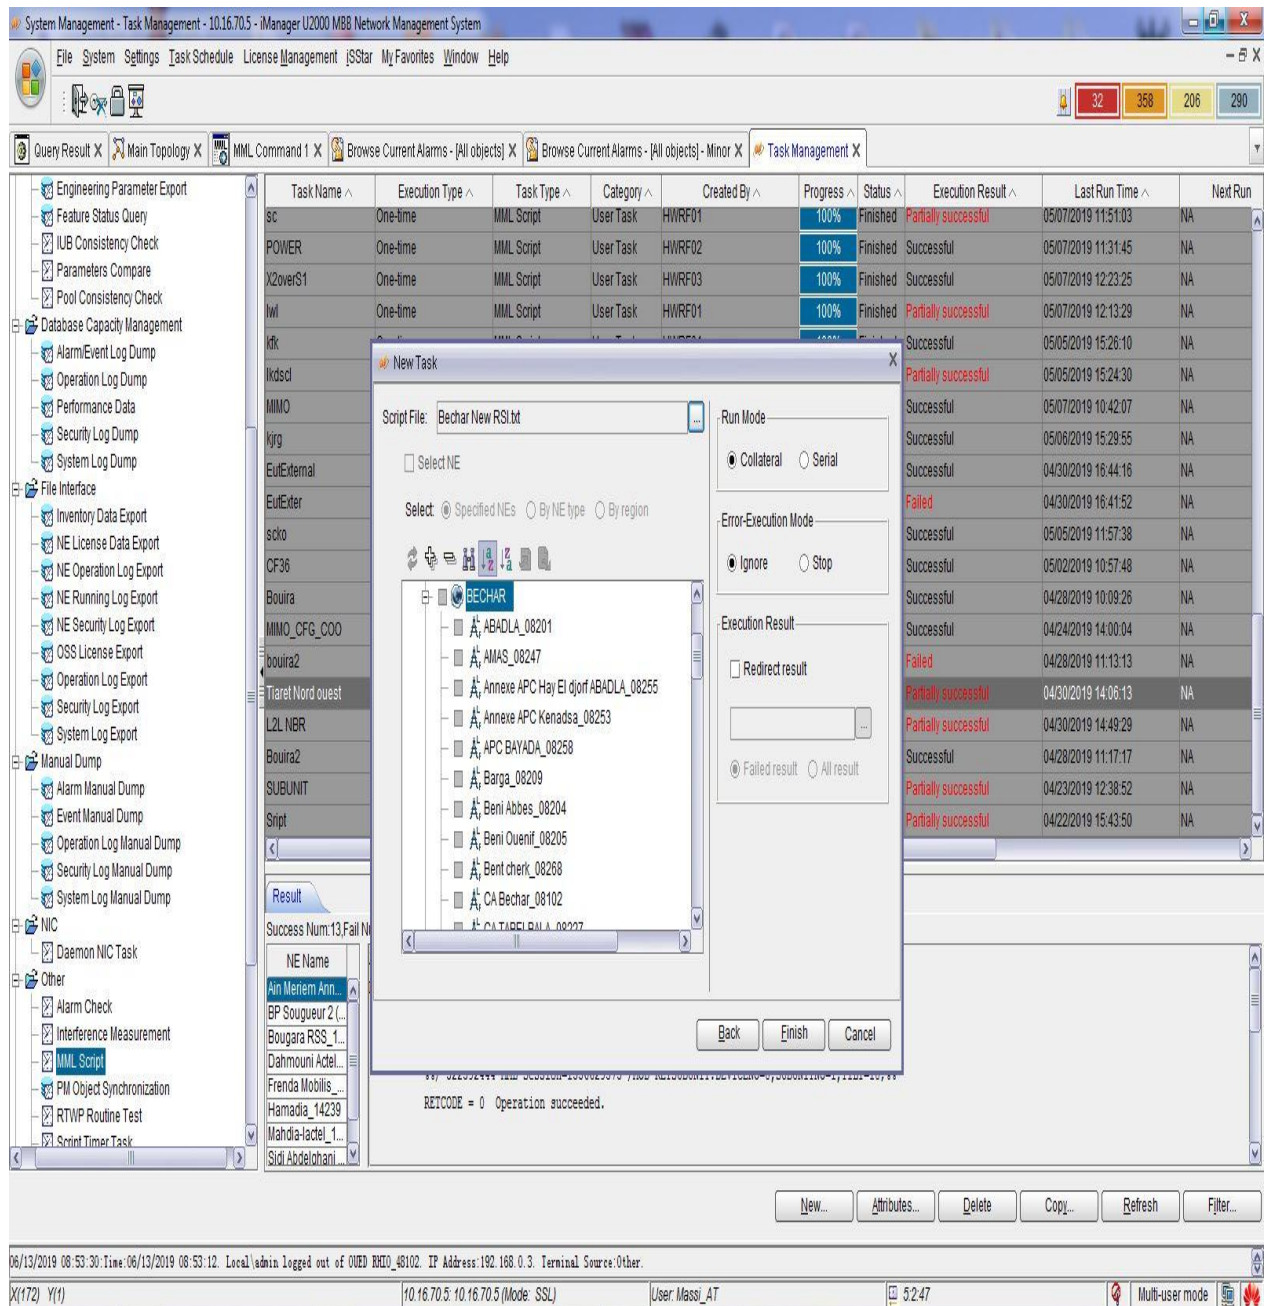 System Management - Task Management - 10.16.70.5 - iManager U2000 MBB Network Management System
File System Settings Task Schedule License Management iSStar My Favorites Window Help
32 358 206 290
Query Result X Main Topology X MML Command 1 X Browse Current Alarms - [All objects] X Browse Current Alarms - [All objects] - Minor X Task Management X
Engineering Parameter Export
Feature Status Query
IUB Consistency Check
Parameters Compare
Pool Consistency Check
Database Capacity Management
Alarm/Event Log Dump
Operation Log Dump
Performance Data
Security Log Dump
System Log Dump
File Interface
Inventory Data Export
NE License Data Export
NE Operation Log Export
NE Running Log Export
NE Security Log Export
OSS License Export
Operation Log Export
Security Log Export
System Log Export
Manual Dump
Alarm Manual Dump
Event Manual Dump
Operation Log Manual Dump
Security Log Manual Dump
System Log Manual Dump
NIC
Daemon NIC Task
Other
Alarm Check
Interference Measurement
MML Script
PM Object Synchronization
RTWP Routine Test
Script Timer Task
Task Name Execution Type Task Type Category Created By Progress Status Execution Result Last Run Time Next Run
sc One-time MML Script User Task HWRF01 100% Finished Partially successful 05/07/2019 11:51:03 NA
POWER One-time MML Script User Task HWRF02 100% Finished Successful 05/07/2019 11:31:45 NA
X2overS1 One-time MML Script User Task HWRF03 100% Finished Successful 05/07/2019 12:23:25 NA
lwl One-time MML Script User Task HWRF01 100% Finished Partially successful 05/07/2019 12:13:29 NA
kfk Successful 05/05/2019 15:26:10 NA
lkdscl Partially successful 05/05/2019 15:24:30 NA
MIMO Successful 05/07/2019 10:42:07 NA
kjrg Successful 05/06/2019 15:29:55 NA
EutExternal Successful 04/30/2019 16:44:16 NA
EutExter Failed 04/30/2019 16:41:52 NA
scko Successful 05/05/2019 11:57:38 NA
CF36 Successful 05/02/2019 10:57:48 NA
Bouira Successful 04/28/2019 10:09:26 NA
MIMO_CFG_COO Successful 04/24/2019 14:00:04 NA
bouira2 Failed 04/28/2019 11:13:13 NA
Tiaret Nord ouest Partially successful 04/30/2019 14:06:13 NA
L2L NBR Partially successful 04/30/2019 14:49:29 NA
Bouira2 Successful 04/28/2019 11:17:17 NA
SUBUNIT Partially successful 04/23/2019 12:38:52 NA
Sript Partially successful 04/22/2019 15:43:50 NA
New Task X
Script File: Bechar New RSI.txt ...
Select NE
Select: Specified NEs By NE type By region
BECHAR
ABADLA_08201
AMAS_08247
Annexe APC Hay El djorf ABADLA_08255
Annexe APC Kenadsa_08253
APC BAYADA_08258
Barga_08209
Beni Abbes_08204
Beni Ouenif_08205
Bent cherk_08268
CA Bechar_08102
CA TABELBALA_08227
Run Mode
Collateral Serial
Error-Execution Mode
Ignore Stop
Execution Result
Redirect result
...
Failed result All result
Back Finish Cancel
Result
Success Num:13,Fail N
NE Name
Ain Meriem Ann...
BP Sougueur 2 (...
Bougara RSS_1...
Dahmouni Actel...
Frenda Mobilis_...
Hamadia_14239
Mahdia-lactel_1...
Sidi Abdelghani ...
RETCODE = 0 Operation succeeded.
New... Attributes... Delete Copy... Refresh Filter...
06/13/2019 08:53:30:Time:06/13/2019 08:53:12. Local\admin logged out of OUED RHIO_48102. IP Address:192.168.0.3. Terminal Source:Other.
X(172) Y(1) 10.16.70.5: 10.16.70.5 (Mode: SSL) User: Massi_AT 5:2:47 Multi-user mode